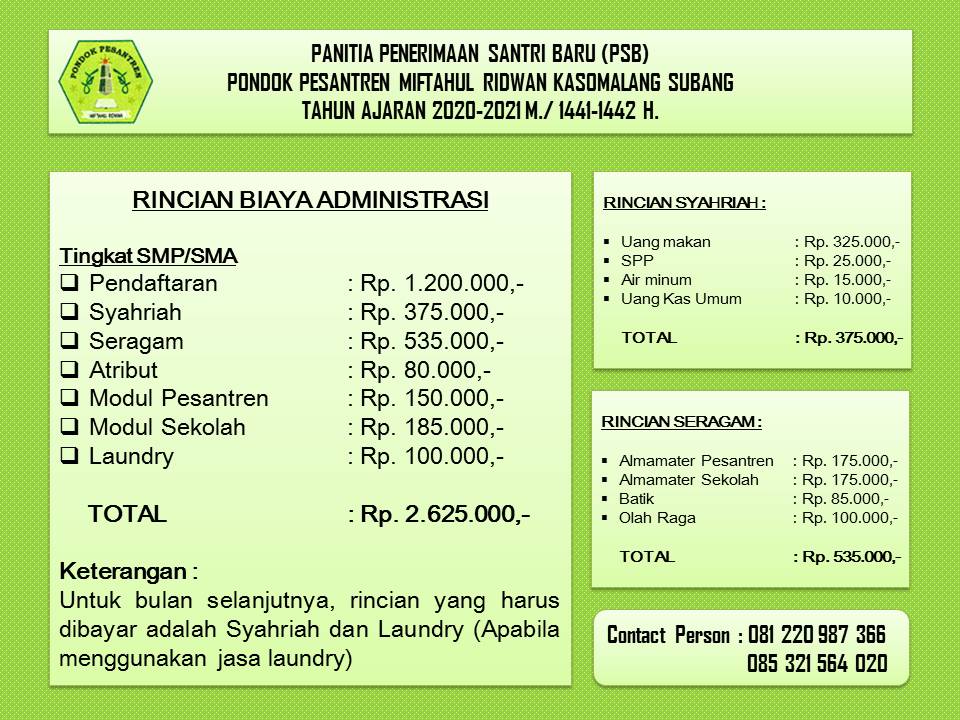 PONDOK PESANTREN
MIFTAHUL RIDWAN
PANITIA PENERIMAAN SANTRI BARU (PSB)
PONDOK PESANTREN MIFTAHUL RIDWAN KASOMALANG SUBANG
TAHUN AJARAN 2020-2021 M./ 1441-1442 H.
RINCIAN BIAYA ADMINISTRASI
Tingkat SMP/SMA
Pendaftaran : Rp. 1.200.000,-
Syahriah : Rp. 375.000,-
Seragam : Rp. 535.000,-
Atribut : Rp. 80.000,-
Modul Pesantren : Rp. 150.000,-
Modul Sekolah : Rp. 185.000,-
Laundry : Rp. 100.000,-
TOTAL : Rp. 2.625.000,-
Keterangan :
Untuk bulan selanjutnya, rincian yang harus
dibayar adalah Syahriah dan Laundry (Apabila
menggunakan jasa laundry)
RINCIAN SYAHRIAH :
Uang makan : Rp. 325.000,-
SPP : Rp. 25.000,-
Air minum : Rp. 15.000,-
Uang Kas Umum : Rp. 10.000,-
TOTAL : Rp. 375.000,-
RINCIAN SERAGAM :
Almamater Pesantren : Rp. 175.000,-
Almamater Sekolah : Rp. 175.000,-
Batik : Rp. 85.000,-
Olah Raga : Rp. 100.000,-
TOTAL : Rp. 535.000,-
Contact Person : 081 220 987 366
085 321 564 020